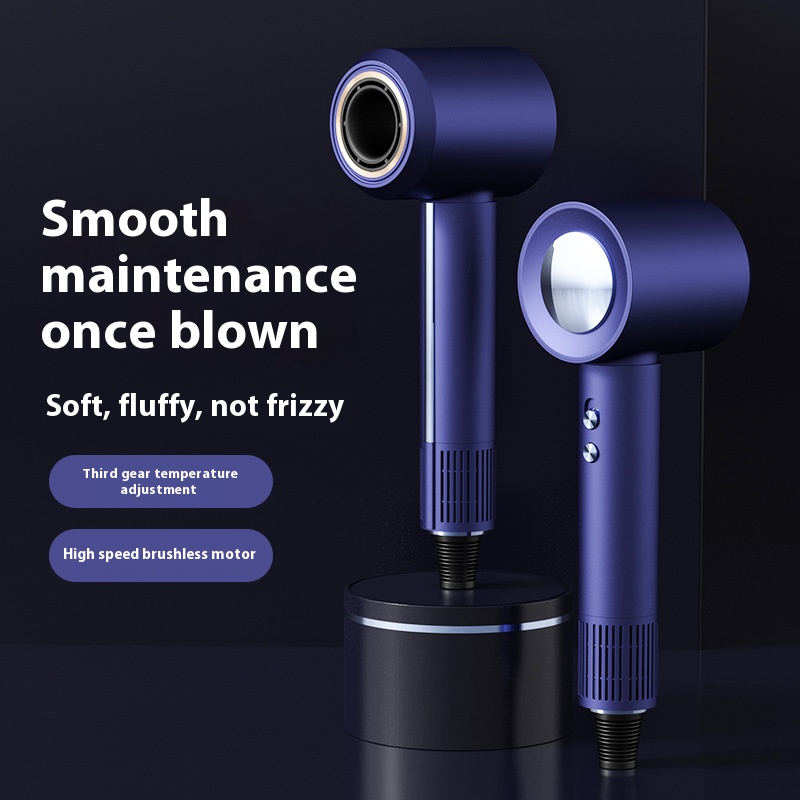 Smooth
maintenance
once blown
Soft, fluffy, not frizzy
Third gear temperature
adjustment
High speed brushless motor